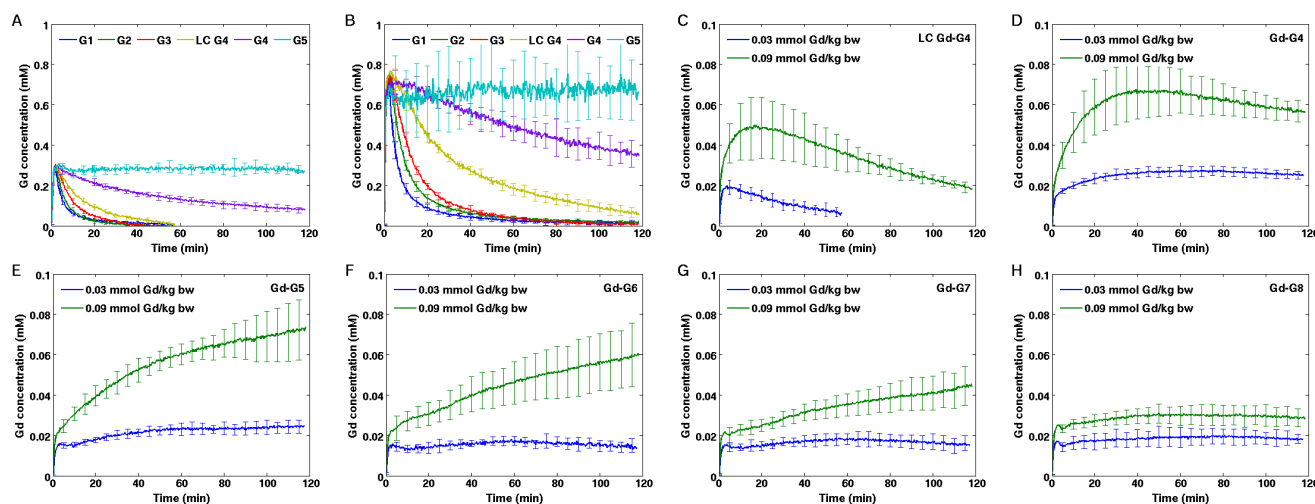 A
G1 G2 G3 LC G4 G4 G5
Gd concentration (mM)
1
0.8
0.6
0.4
0.2
0
0 20 40 60 80 100 120
Time (min)
B
G1 G2 G3 LC G4 G4 G5
Gd concentration (mM)
1
0.8
0.6
0.4
0.2
0
0 20 40 60 80 100 120
Time (min)
C
0.03 mmol Gd/kg bw LC Gd-G4
0.09 mmol Gd/kg bw
Gd concentration (mM)
0.1
0.08
0.06
0.04
0.02
0
0 20 40 60 80 100 120
Time (min)
D
0.03 mmol Gd/kg bw Gd-G4
0.09 mmol Gd/kg bw
Gd concentration (mM)
0.1
0.08
0.06
0.04
0.02
0
0 20 40 60 80 100 120
Time (min)
E
0.03 mmol Gd/kg bw Gd-G5
0.09 mmol Gd/kg bw
Gd concentration (mM)
0.1
0.08
0.06
0.04
0.02
0
0 20 40 60 80 100 120
Time (min)
F
0.03 mmol Gd/kg bw Gd-G6
0.09 mmol Gd/kg bw
Gd concentration (mM)
0.1
0.08
0.06
0.04
0.02
0
0 20 40 60 80 100 120
Time (min)
G
0.03 mmol Gd/kg bw Gd-G7
0.09 mmol Gd/kg bw
Gd concentration (mM)
0.1
0.08
0.06
0.04
0.02
0
0 20 40 60 80 100 120
Time (min)
H
0.03 mmol Gd/kg bw Gd-G8
0.09 mmol Gd/kg bw
Gd concentration (mM)
0.1
0.08
0.06
0.04
0.02
0
0 20 40 60 80 100 120
Time (min)